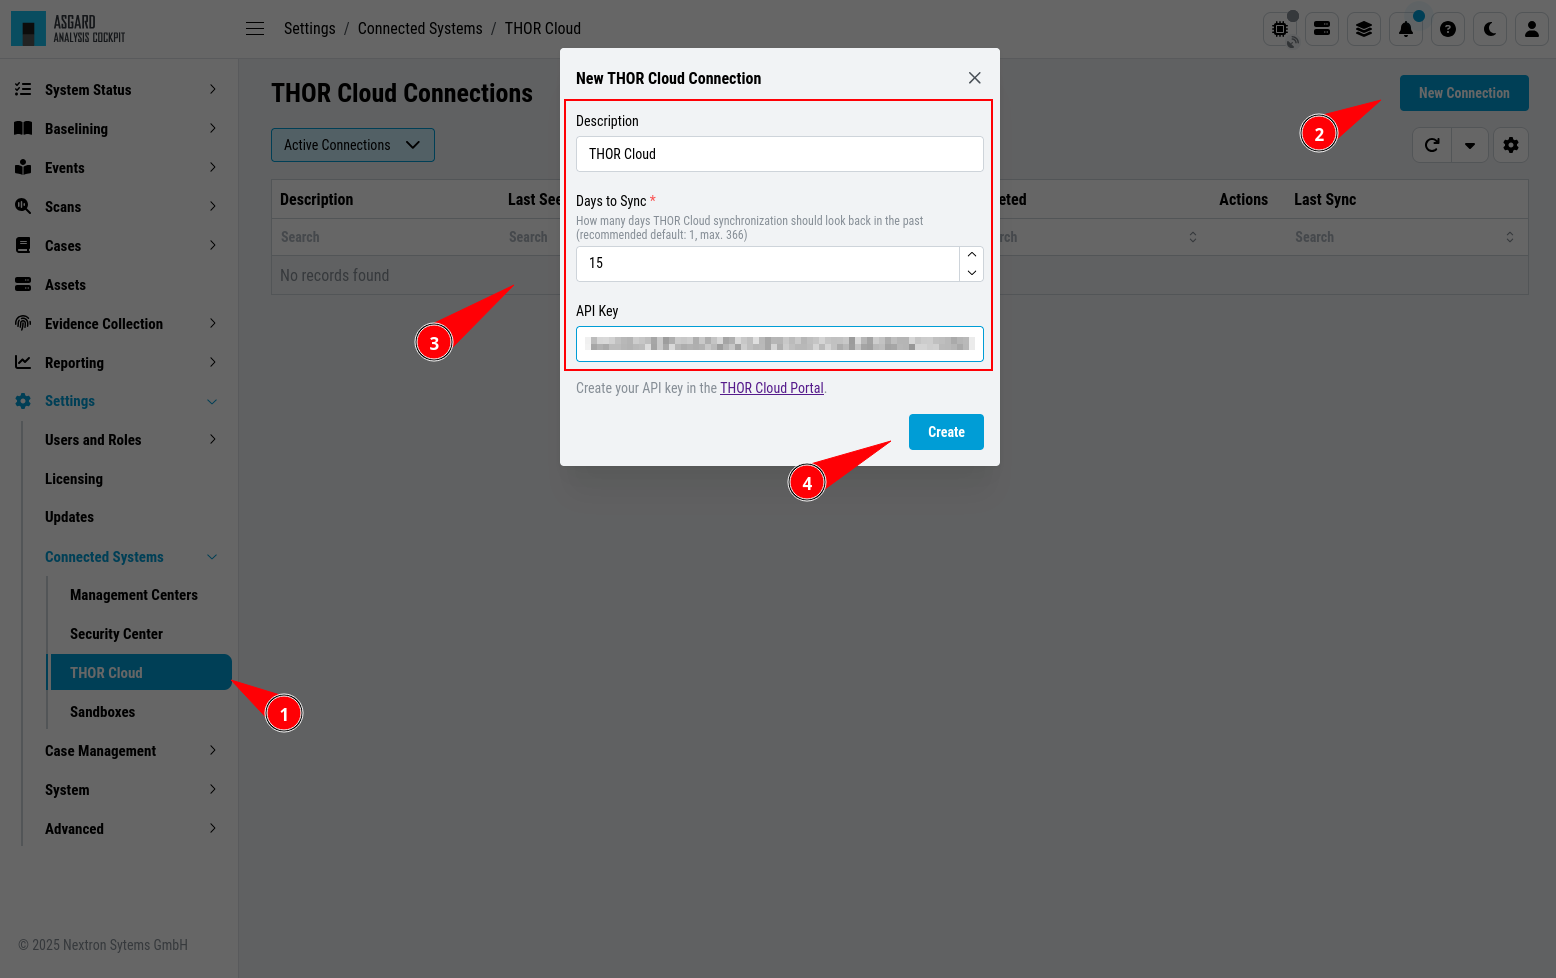 ASGARD
ANALYSIS COCKPIT
Settings / Connected Systems / THOR Cloud
System Status
Baselining
Events
Scans
Cases
Assets
Evidence Collection
Reporting
Settings
Users and Roles
Licensing
Updates
Connected Systems
Management Centers
Security Center
THOR Cloud
Sandboxes
Case Management
System
Advanced
© 2025 Nextron Sytems GmbH
1
THOR Cloud Connections
New Connection
2
Active Connections
Description Last See eted Actions Last Sync
Search Search rch Search
No records found
3
New THOR Cloud Connection
Description
THOR Cloud
Days to Sync *
How many days THOR Cloud synchronization should look back in the past
(recommended default: 1, max. 366)
15
API Key
Create your API key in the THOR Cloud Portal.
Create
4